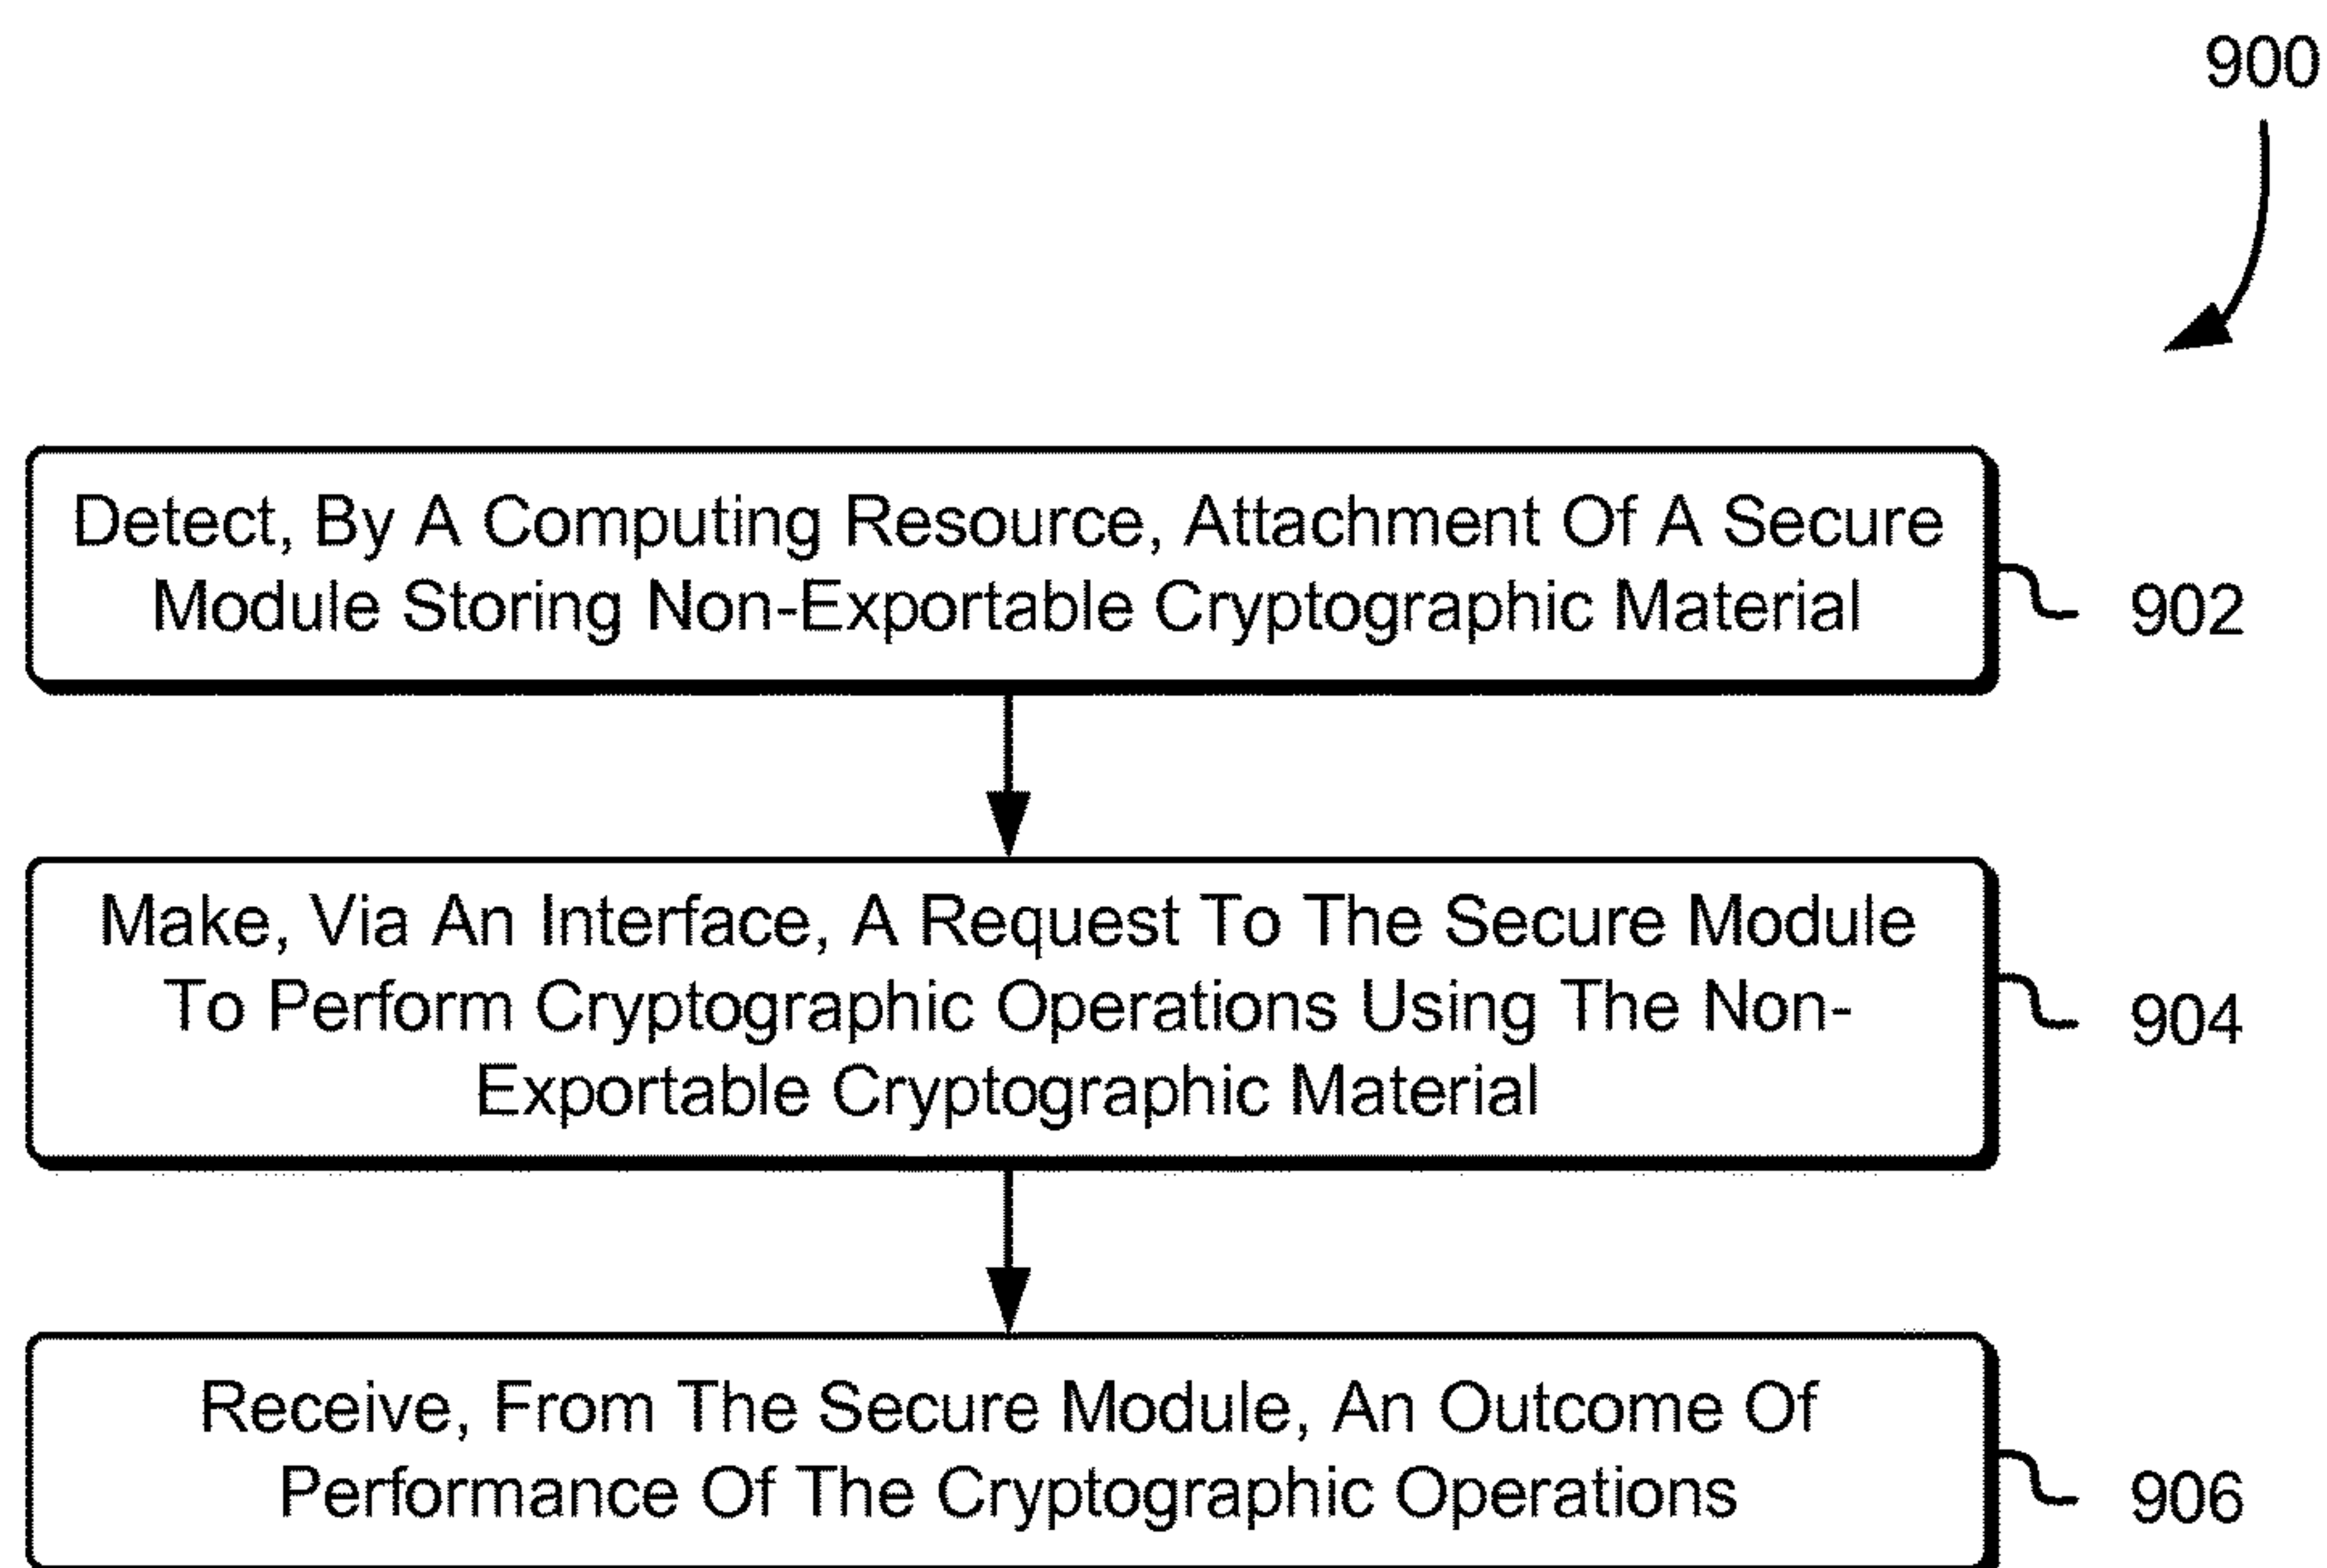 900
Detect, By A Computing Resource, Attachment Of A Secure
Module Storing Non-Exportable Cryptographic Material
902
Make, Via An Interface, A Request To The Secure Module
To Perform Cryptographic Operations Using The Non-
Exportable Cryptographic Material
904
Receive, From The Secure Module, An Outcome Of
Performance Of The Cryptographic Operations
906